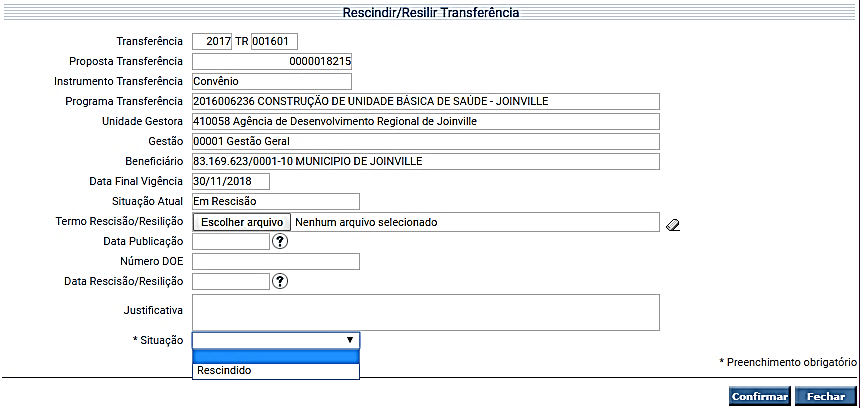 Rescindir/Resilir Transferência
Transferência 2017 TR 001601
Proposta Transferência 0000018215
Instrumento Transferência Convênio
Programa Transferência 2016006236 CONSTRUÇÃO DE UNIDADE BÁSICA DE SAÚDE - JOINVILLE
Unidade Gestora 410058 Agência de Desenvolvimento Regional de Joinville
Gestão 00001 Gestão Geral
Beneficiário 83.169.623/0001-10 MUNICIPIO DE JOINVILLE
Data Final Vigência 30/11/2018
Situação Atual Em Rescisão
Termo Rescisão/Resilição Escolher arquivo Nenhum arquivo selecionado
Data Publicação ?
Número DOE
Data Rescisão/Resilição ?
Justificativa
* Situação
Rescindido
* Preenchimento obrigatório
Confirmar Fechar